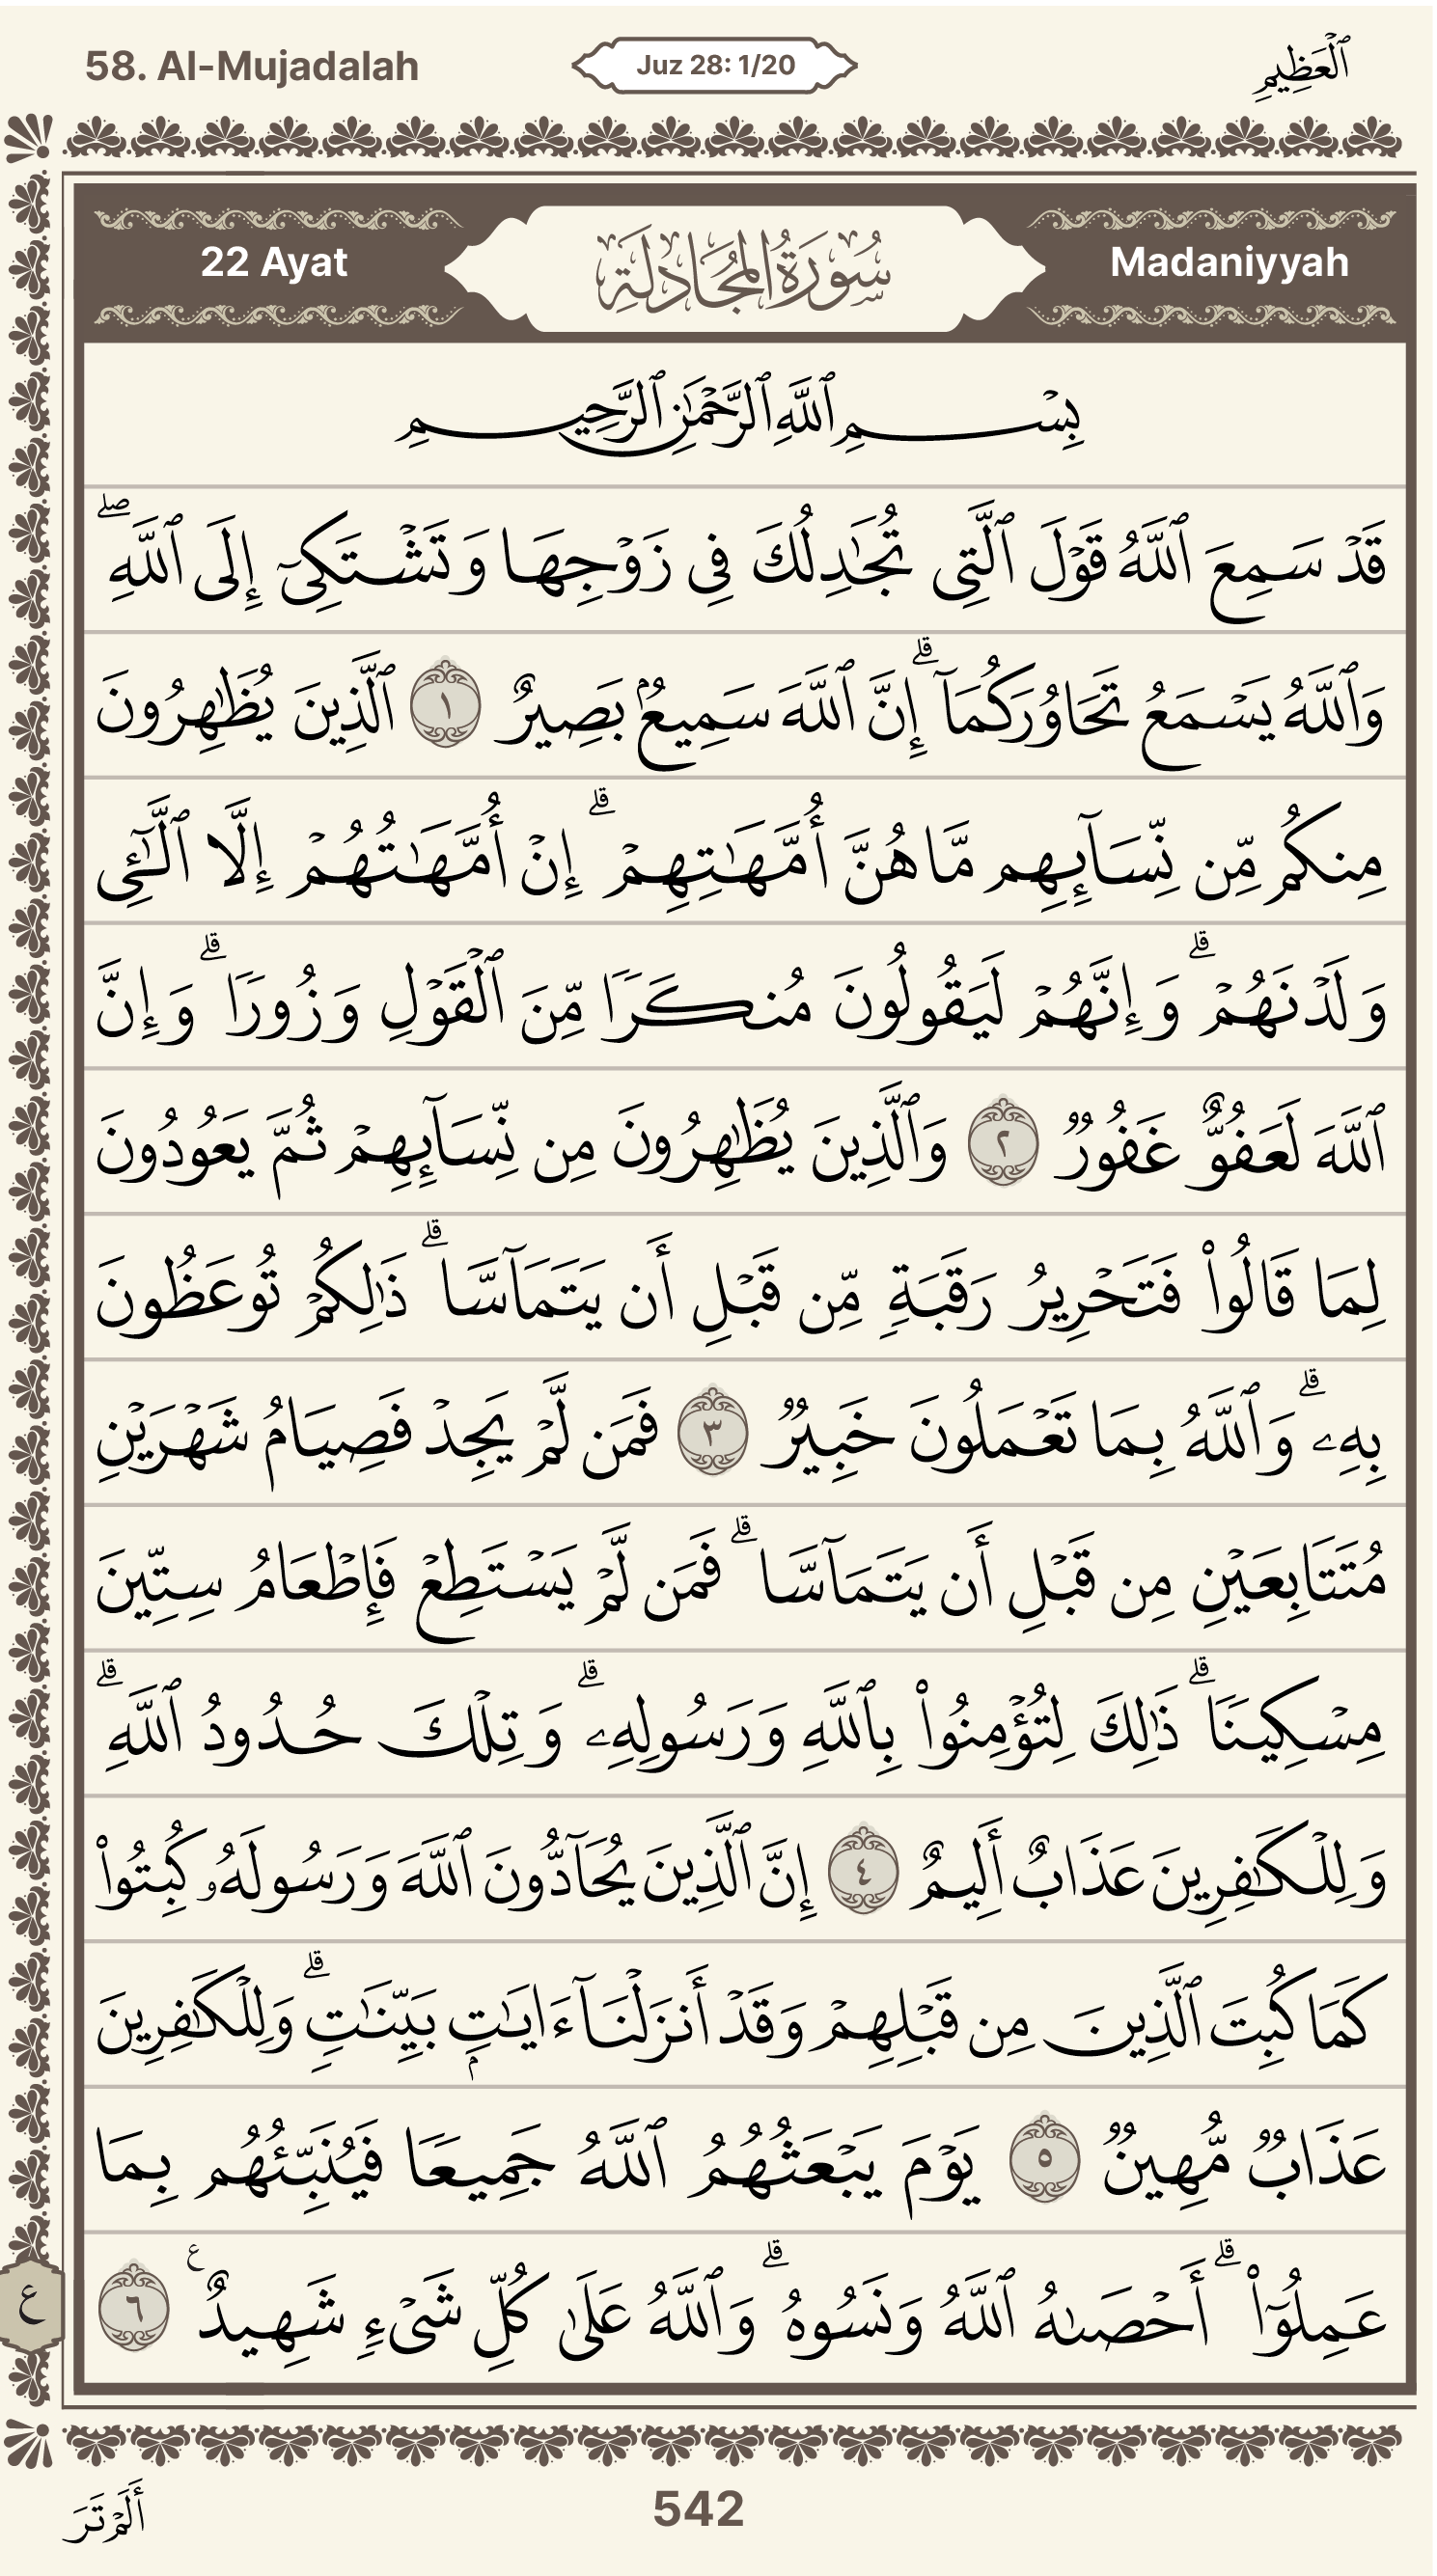 58. Al-Mujadalah
Juz 28: 1/20
ٱلْعَظِيمِ
22 Ayat
سُورَةُ المُجَادلَةِ
Madaniyyah
بِسْمِ ٱللَّهِ ٱلرَّحْمَٰنِ ٱلرَّحِيمِ
قَدْ سَمِعَ ٱللَّهُ قَوْلَ ٱلَّتِى تُجَٰدِلُكَ فِى زَوْجِهَا وَتَشْتَكِىٓ إِلَى ٱللَّهِ ۖ
وَٱللَّهُ يَسْمَعُ تَحَاوُرَكُمَآ ۗ إِنَّ ٱللَّهَ سَمِيعٌۢ بَصِيرٌ ١ ٱلَّذِينَ يُظَٰهِرُونَ
مِنكُم مِّن نِّسَآئِهِم مَّا هُنَّ أُمَّهَٰتِهِمْ ۗ إِنْ أُمَّهَٰتُهُمْ إِلَّا ٱلَّٰٓئِى
وَلَدْنَهُمْ ۗ وَإِنَّهُمْ لَيَقُولُونَ مُنكَرًا مِّنَ ٱلْقَوْلِ وَزُورًا ۗ وَإِنَّ
ٱللَّهَ لَعَفُوٌّ غَفُورٌ ٢ وَٱلَّذِينَ يُظَٰهِرُونَ مِن نِّسَآئِهِمْ ثُمَّ يَعُودُونَ
لِمَا قَالُوا۟ فَتَحْرِيرُ رَقَبَةٍ مِّن قَبْلِ أَن يَتَمَآسَّا ۗ ذَٰلِكُمْ تُوعَظُونَ
بِهِۦ ۗ وَٱللَّهُ بِمَا تَعْمَلُونَ خَبِيرٌ ٣ فَمَن لَّمْ يَجِدْ فَصِيَامُ شَهْرَيْنِ
مُتَتَابِعَيْنِ مِن قَبْلِ أَن يَتَمَآسَّا ۗ فَمَن لَّمْ يَسْتَطِعْ فَإِطْعَامُ سِتِّينَ
مِسْكِينًا ۗ ذَٰلِكَ لِتُؤْمِنُوا۟ بِٱللَّهِ وَرَسُولِهِۦ ۗ وَتِلْكَ حُدُودُ ٱللَّهِ ۗ
وَلِلْكَٰفِرِينَ عَذَابٌ أَلِيمٌ ٤ إِنَّ ٱلَّذِينَ يُحَآدُّونَ ٱللَّهَ وَرَسُولَهُۥ كُبِتُوا۟
كَمَا كُبِتَ ٱلَّذِينَ مِن قَبْلِهِمْ وَقَدْ أَنزَلْنَآ ءَايَٰتٍۭ بَيِّنَٰتٍ ۗ وَلِلْكَٰفِرِينَ
عَذَابٌ مُّهِينٌ ٥ يَوْمَ يَبْعَثُهُمُ ٱللَّهُ جَمِيعًا فَيُنَبِّئُهُم بِمَا
عَمِلُوٓا۟ ۗ أَحْصَىٰهُ ٱللَّهُ وَنَسُوهُ ۗ وَٱللَّهُ عَلَىٰ كُلِّ شَىْءٍ شَهِيدٌ ع ٦
ع
أَلَمْ تَرَ
542